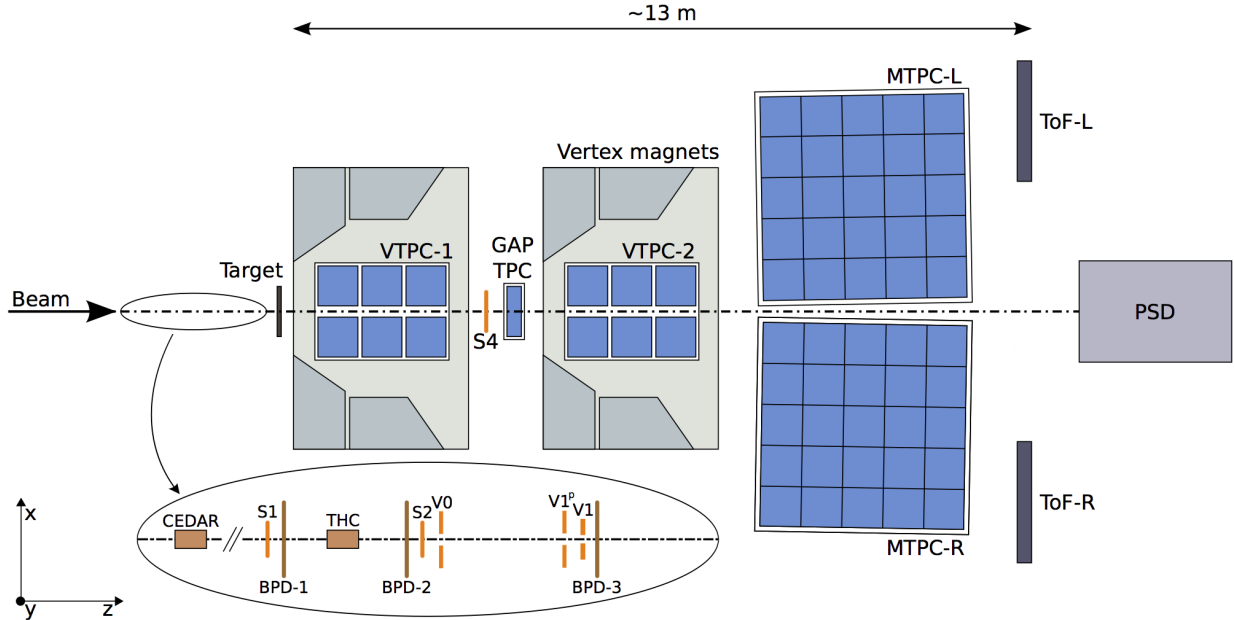 ~13 m
MTPC-L
ToF-L
Vertex magnets
VTPC-1
GAP
TPC
VTPC-2
Target
Beam
S4
PSD
ToF-R
MTPC-R
x
y
z
CEDAR
S1
BPD-1
THC
BPD-2
S2
V0
V1ᵖ
V1
BPD-3